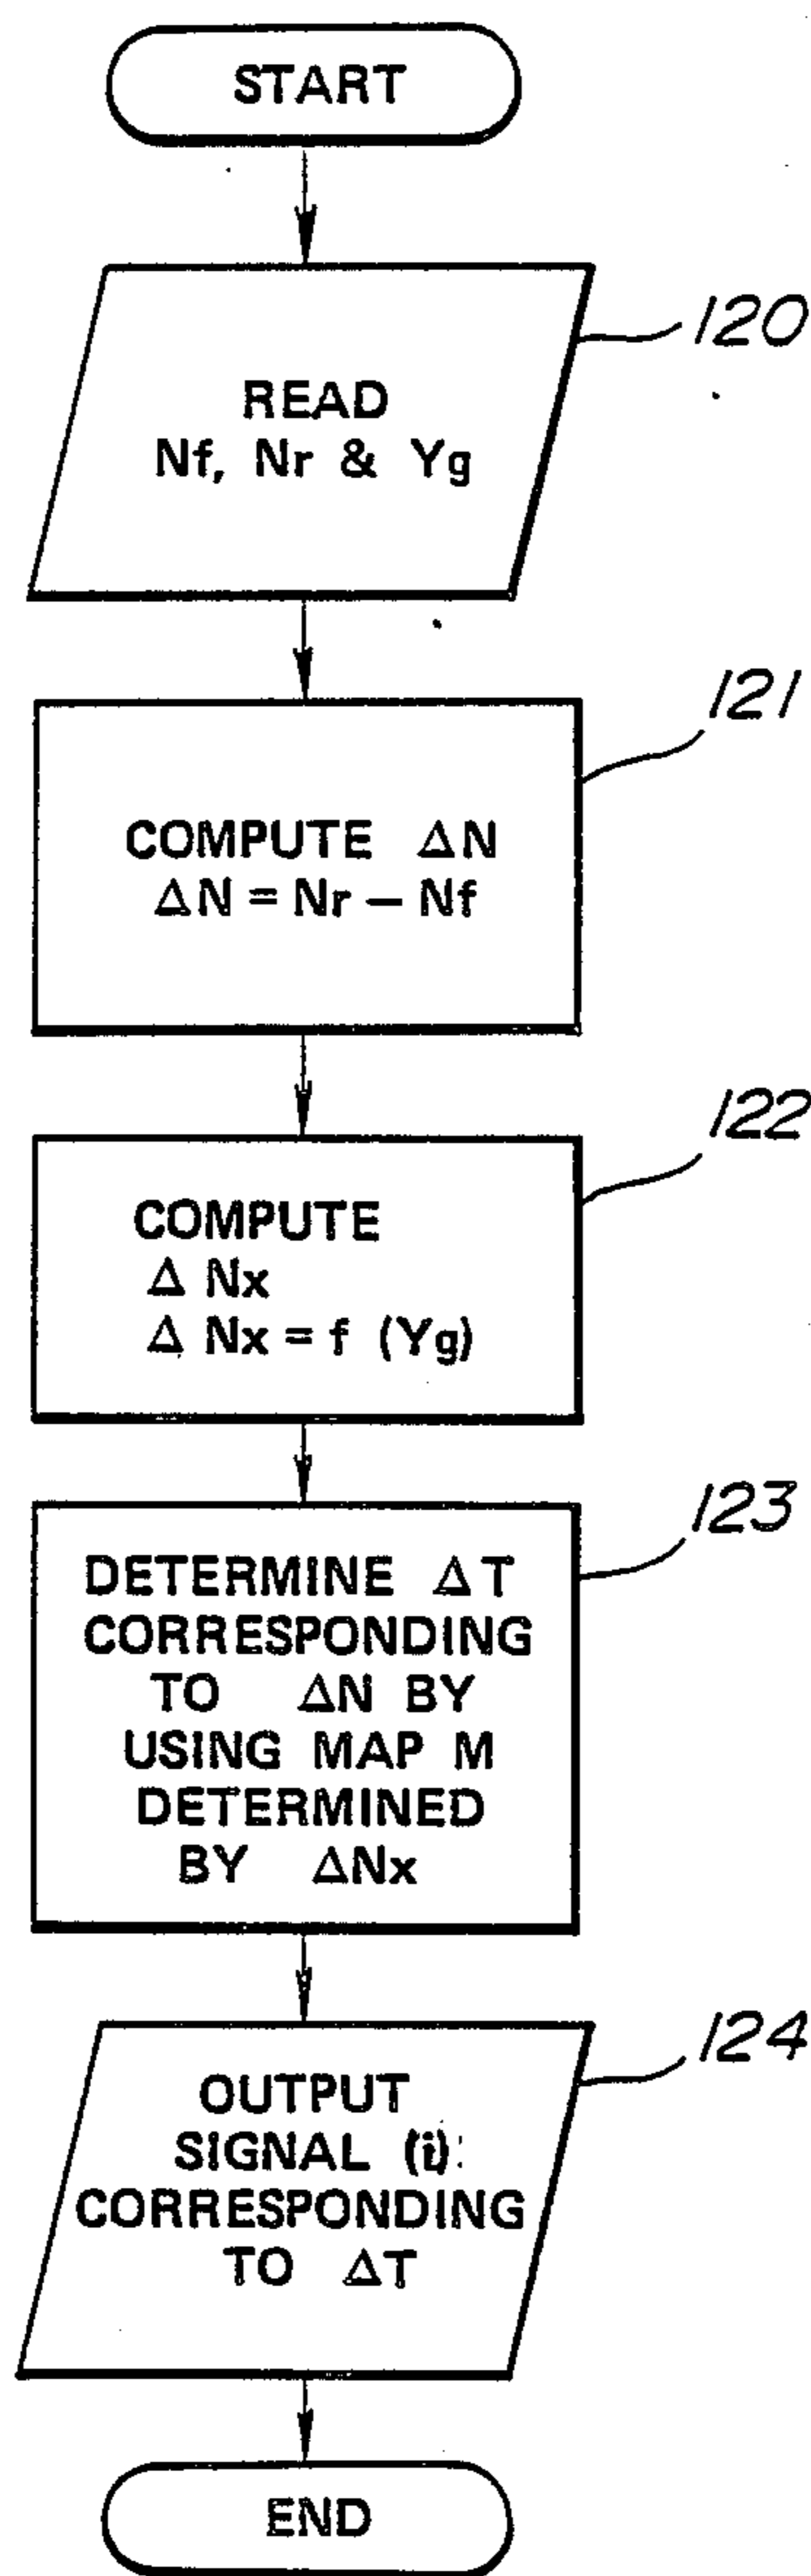 START
120
READ
Nf, Nr & Yg
121
COMPUTE ΔN
ΔN = Nr – Nf
122
COMPUTE
Δ Nx
Δ Nx = f (Yg)
123
DETERMINE ΔT
CORRESPONDING
TO ΔN BY
USING MAP M
DETERMINED
BY ΔNx
124
OUTPUT
SIGNAL (i)
CORRESPONDING
TO ΔT
END